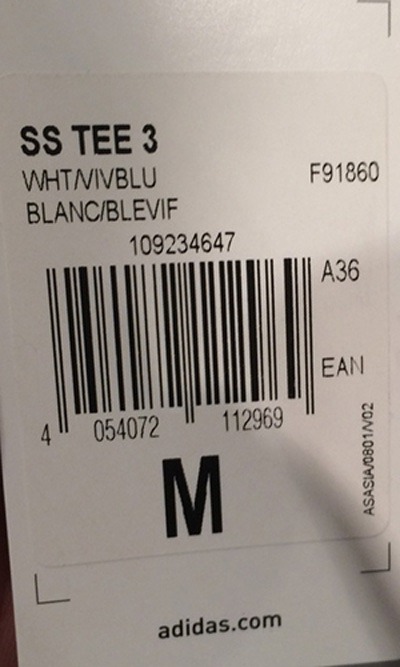 SS TEE 3
WHT/VIVBLU F91860
BLANC/BLEVIF
109234647
A36
EAN
4 054072 112969
ASASIA/0801/V02
M
adidas.com